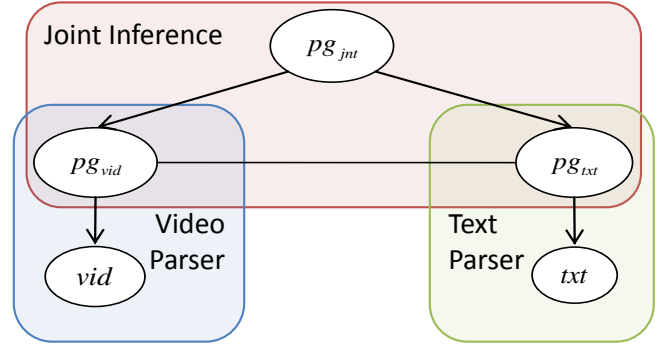 Joint Inference
pg_jnt
pg_vid
pg_txt
Video
Parser
Text
Parser
vid
txt